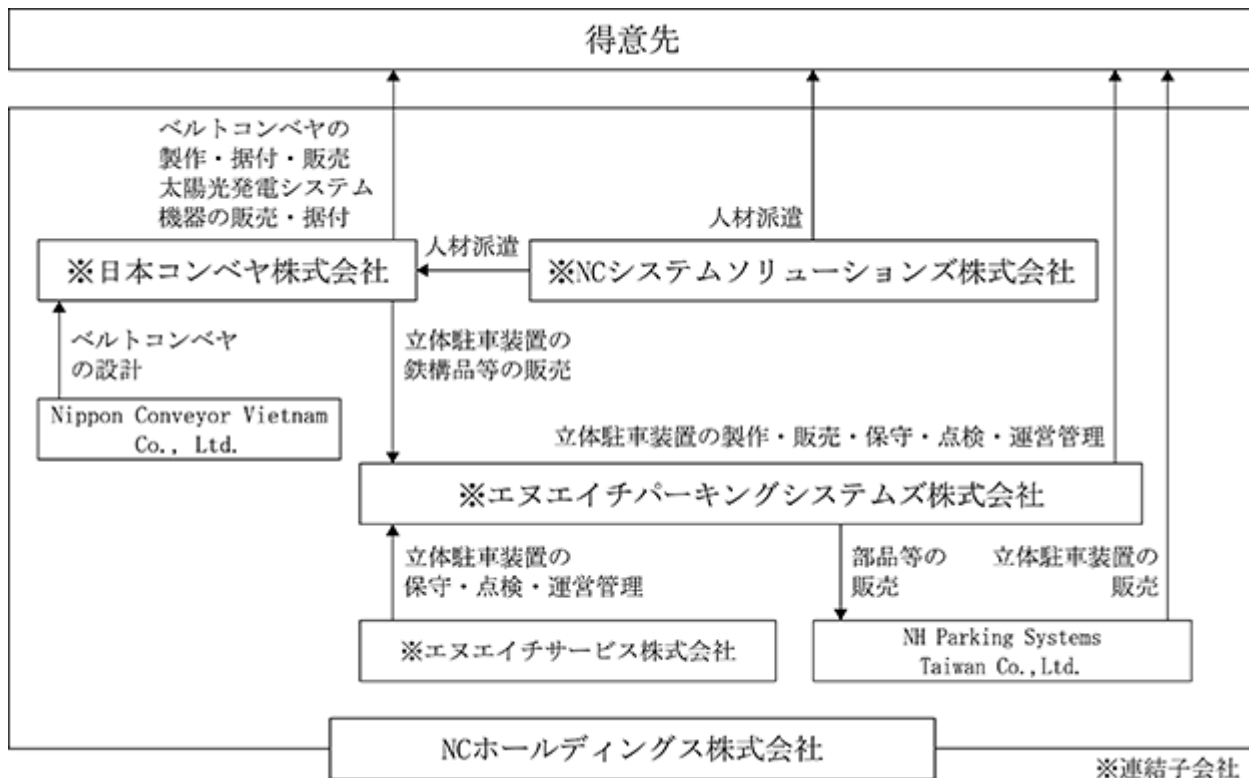 得意先
ベルトコンベヤの
製作・据付・販売
太陽光発電システム
機器の販売・据付
人材派遣
人材派遣
※日本コンベヤ株式会社
※NCシステムソリューションズ株式会社
ベルトコンベヤ
の設計
立体駐車装置の
鉄構品等の販売
Nippon Conveyor Vietnam
Co., Ltd.
立体駐車装置の製作・販売・保守・点検・運営管理
※エヌエイチパーキングシステムズ株式会社
立体駐車装置の
保守・点検・運営管理
部品等の
販売
立体駐車装置の
販売
※エヌエイチサービス株式会社
NH Parking Systems
Taiwan Co.,Ltd.
NCホールディングス株式会社
※連結子会社